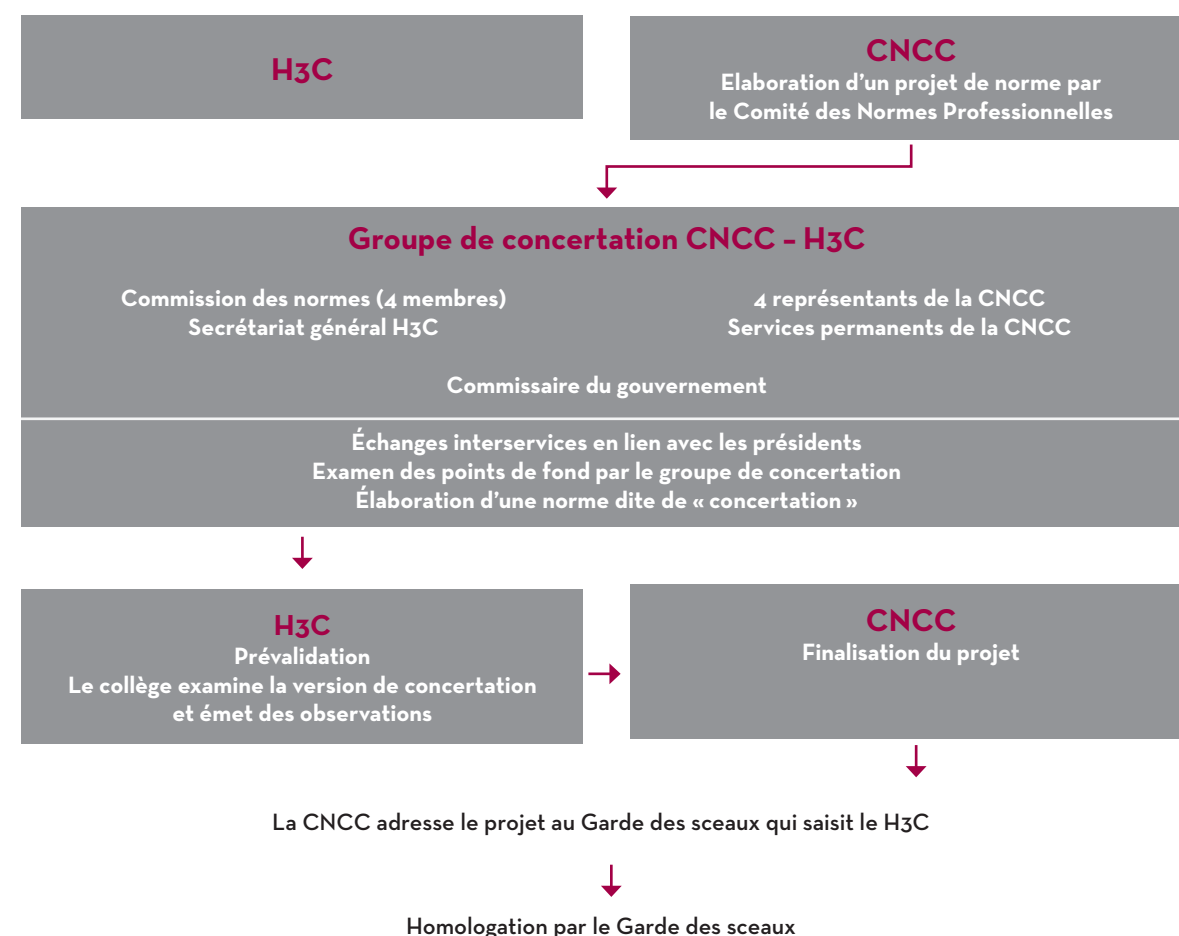 H3C
CNCC
Elaboration d'un projet de norme par
le Comité des Normes Professionnelles
Groupe de concertation CNCC – H3C
Commission des normes (4 membres)
Secrétariat général H3C
4 représentants de la CNCC
Services permanents de la CNCC
Commissaire du gouvernement
Échanges interservices en lien avec les présidents
Examen des points de fond par le groupe de concertation
Élaboration d'une norme dite de « concertation »
H3C
Prévalidation
Le collège examine la version de concertation
et émet des observations
CNCC
Finalisation du projet
La CNCC adresse le projet au Garde des sceaux qui saisit le H3C
Homologation par le Garde des sceaux